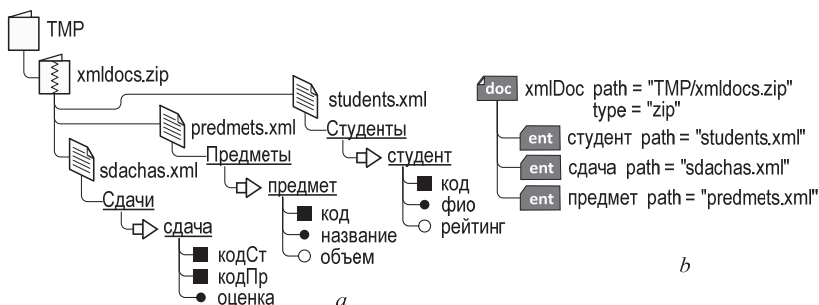 TMP
xmldocs.zip
students.xml
Студенты
студент
код
фио
рейтинг
predmets.xml
Предметы
предмет
код
название
объем
sdachas.xml
Сдачи
сдача
кодСт
кодПр
оценка
a
doc xmlDoc path = "TMP/xmldocs.zip"
type = "zip"
ent студент path = "students.xml"
ent сдача path = "sdachas.xml"
ent предмет path = "predmets.xml"
b